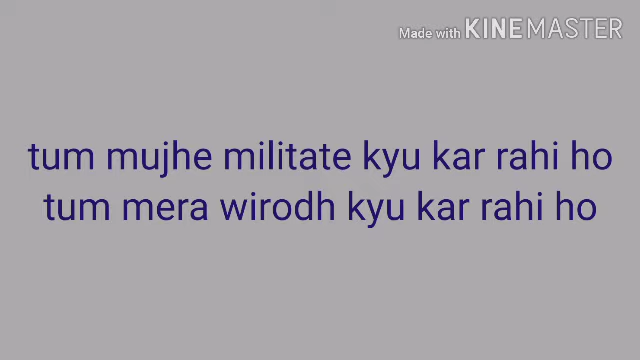 Made with KINEMASTER
tum mujhe militate kyu kar rahi ho
tum mera wirodh kyu kar rahi ho